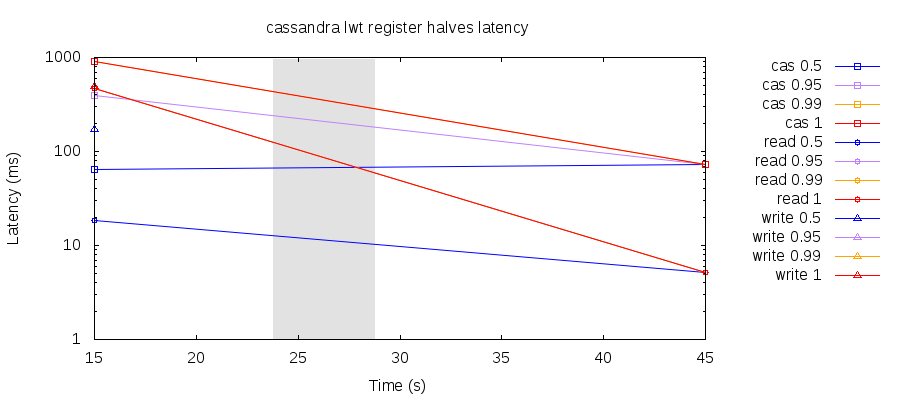 cassandra lwt register halves latency
1000
100
10
1
Latency (ms)
15 20 25 30 35 40 45
Time (s)
cas 0.5
cas 0.95
cas 0.99
cas 1
read 0.5
read 0.95
read 0.99
read 1
write 0.5
write 0.95
write 0.99
write 1